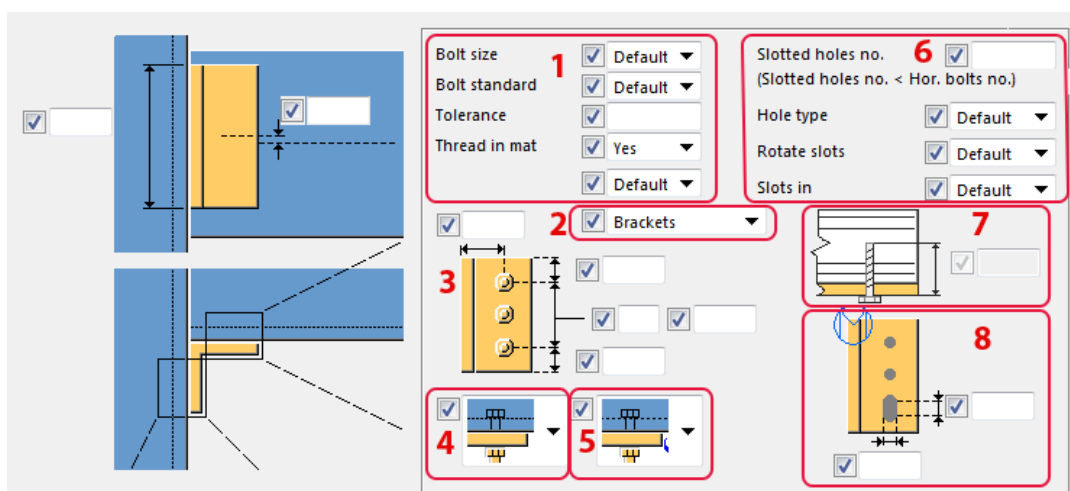 Bolt size
1
Default
Bolt standard
Default
Tolerance
Thread in mat
Yes
Default
2
Brackets
3
4
5
Slotted holes no.
6
(Slotted holes no. < Hor. bolts no.)
Hole type
Default
Rotate slots
Default
Slots in
Default
7
8